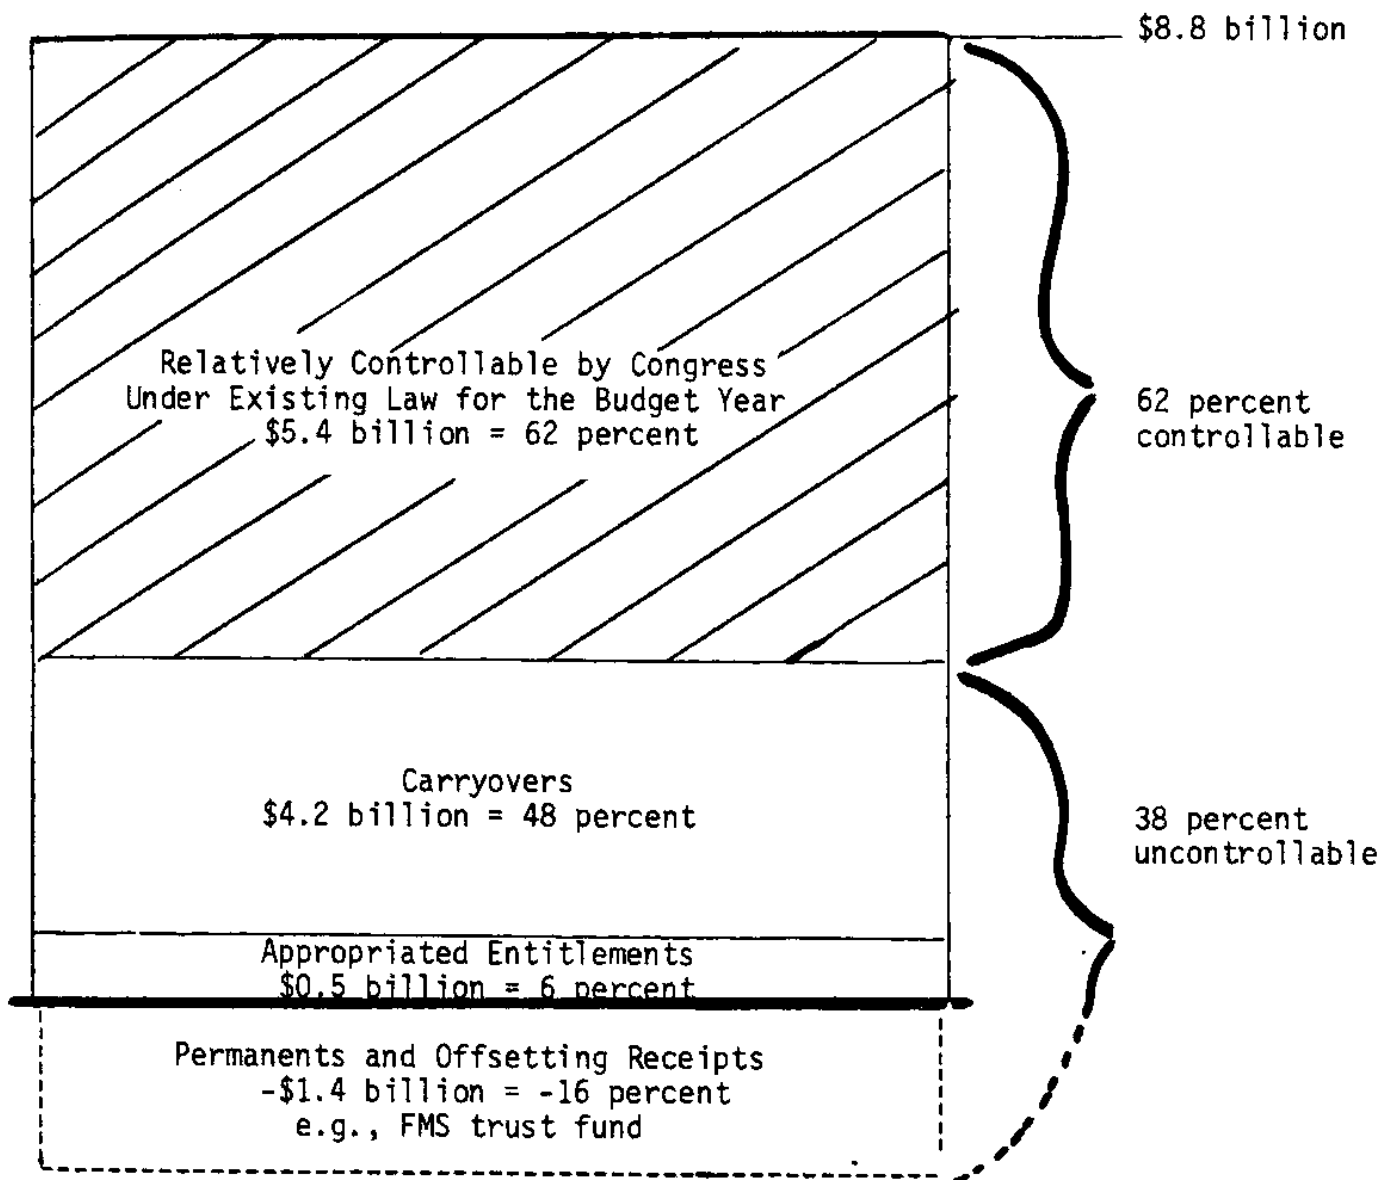 $8.8 billion
Relatively Controllable by Congress
Under Existing Law for the Budget Year
$5.4 billion = 62 percent
62 percent
controllable
Carryovers
$4.2 billion = 48 percent
38 percent
uncontrollable
Appropriated Entitlements
$0.5 billion = 6 percent
Permanents and Offsetting Receipts
-$1.4 billion = -16 percent
e.g., FMS trust fund